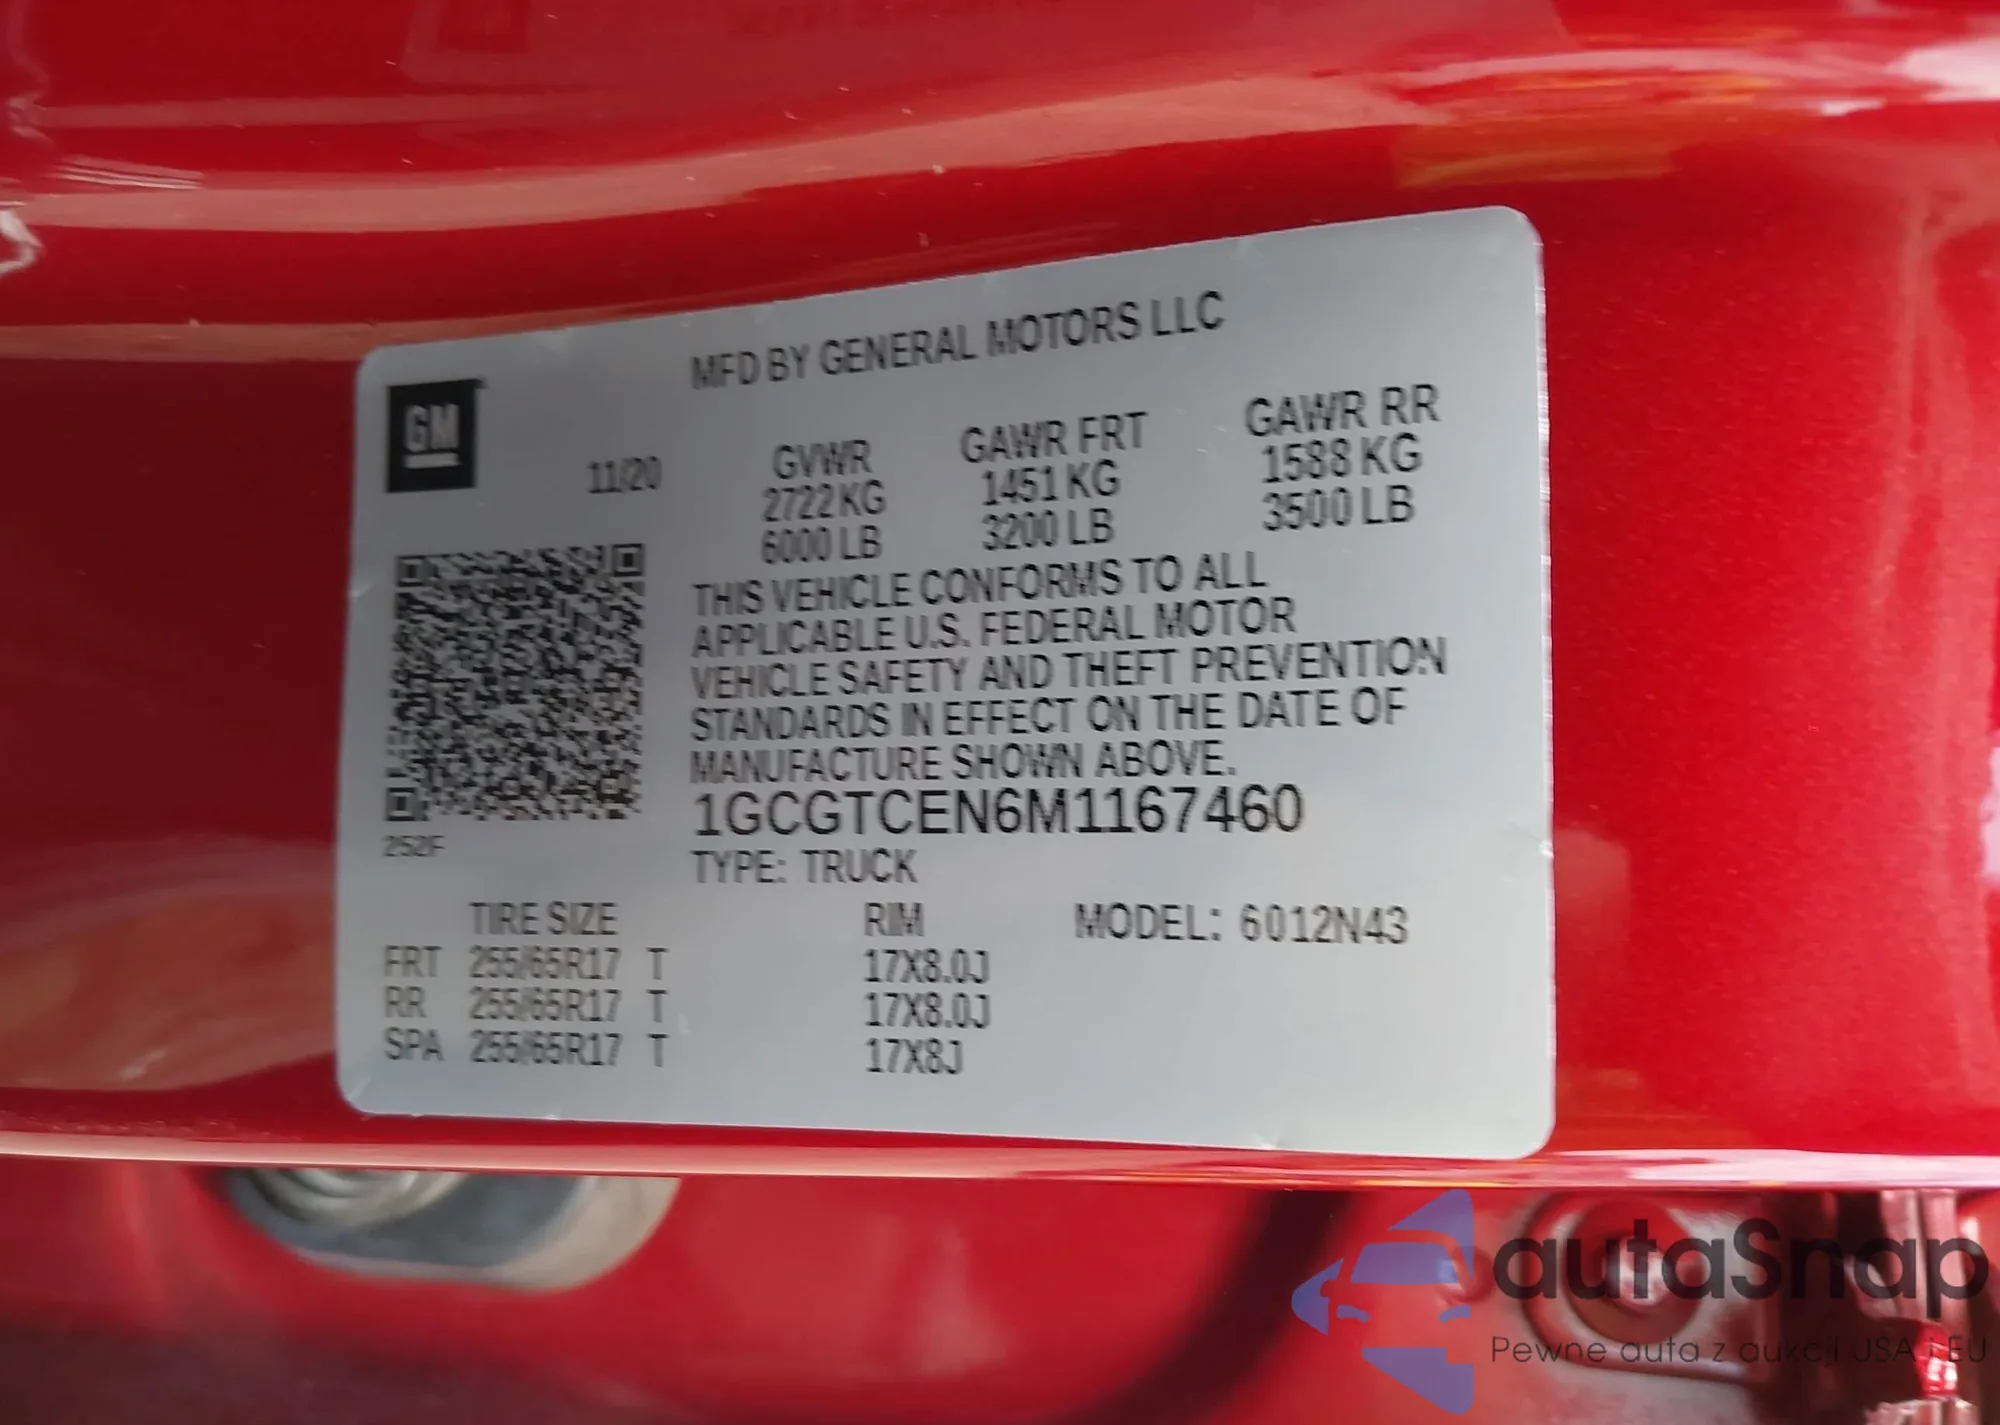 MFD BY GENERAL MOTORS LLC
GM
11/20
GVWR GAWR FRT GAWR RR
2722 KG 1451 KG 1588 KG
6000 LB 3200 LB 3500 LB
THIS VEHICLE CONFORMS TO ALL
APPLICABLE U.S. FEDERAL MOTOR
VEHICLE SAFETY AND THEFT PREVENTION
STANDARDS IN EFFECT ON THE DATE OF
MANUFACTURE SHOWN ABOVE.
1GCGTCEN6M1167460
252F
TYPE: TRUCK
TIRE SIZE RIM MODEL: 6012N43
FRT 255/65R17 T 17X8.0J
RR 255/65R17 T 17X8.0J
SPA 255/65R17 T 17X8J
autaSnap
Pewne auta z aukcji USA i EU